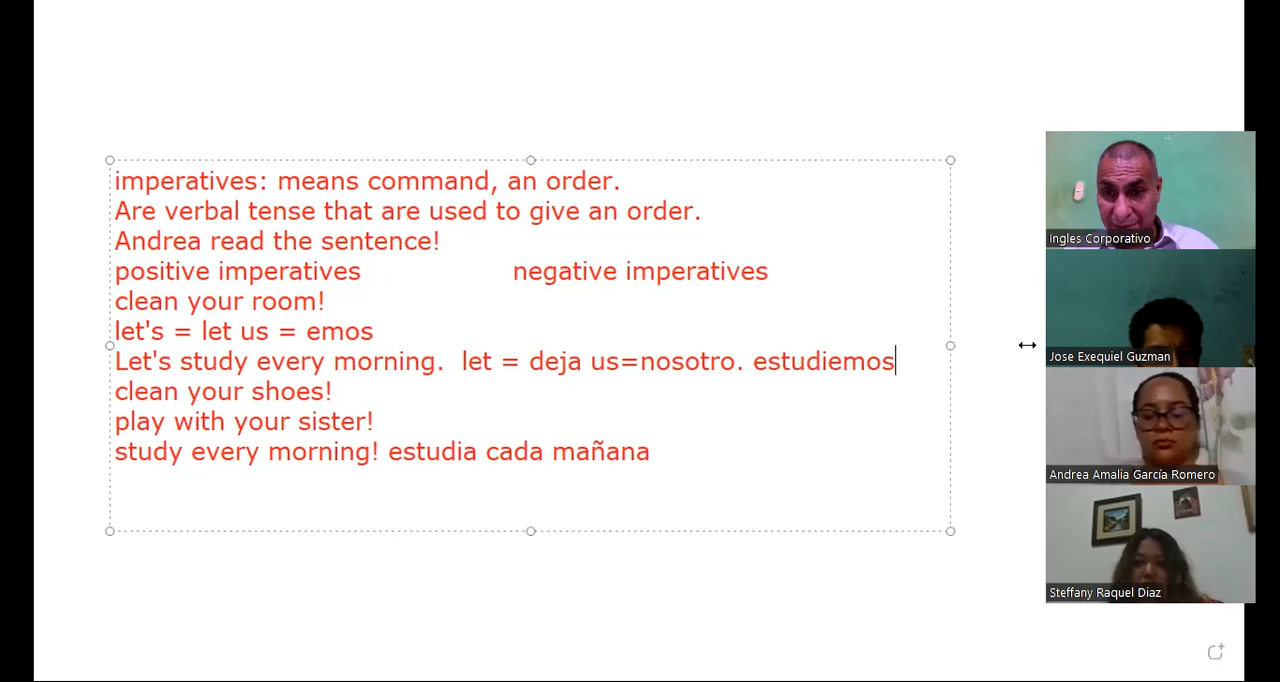 imperatives: means command, an order.
Are verbal tense that are used to give an order.
Andrea read the sentence!
positive imperatives negative imperatives
clean your room!
let's = let us = emos
Let's study every morning. let = deja us=nosotro. estudiemos
clean your shoes!
play with your sister!
study every morning! estudia cada mañana
Ingles Corporativo
Jose Exequiel Guzman
Andrea Amalia García Romero
Steffany Raquel Diaz